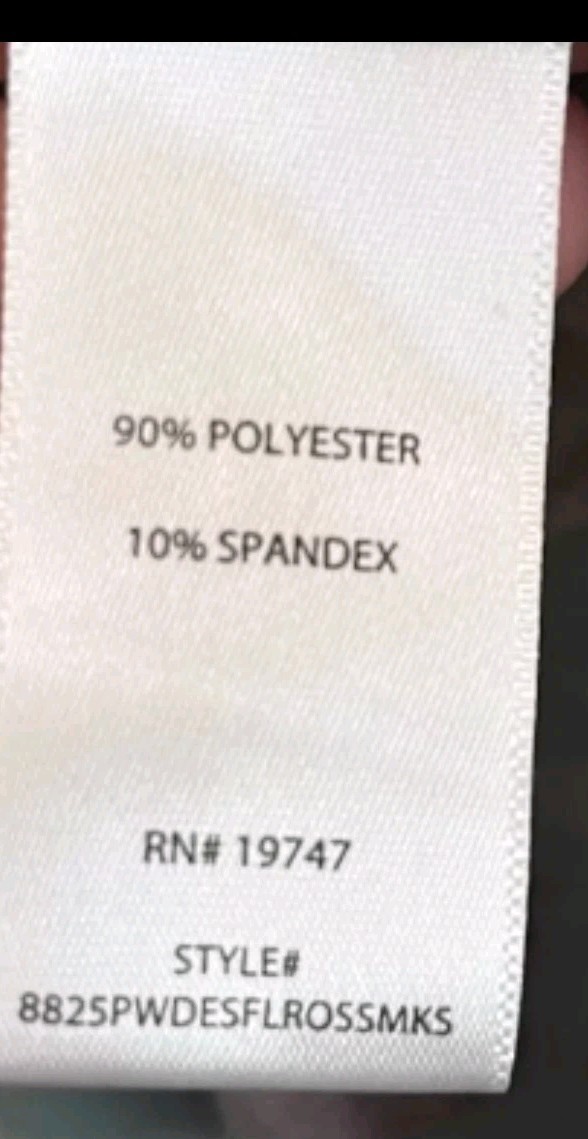 90% POLYESTER
10% SPANDEX
RN# 19747
STYLE#
8825PWDESFLROSSMKS